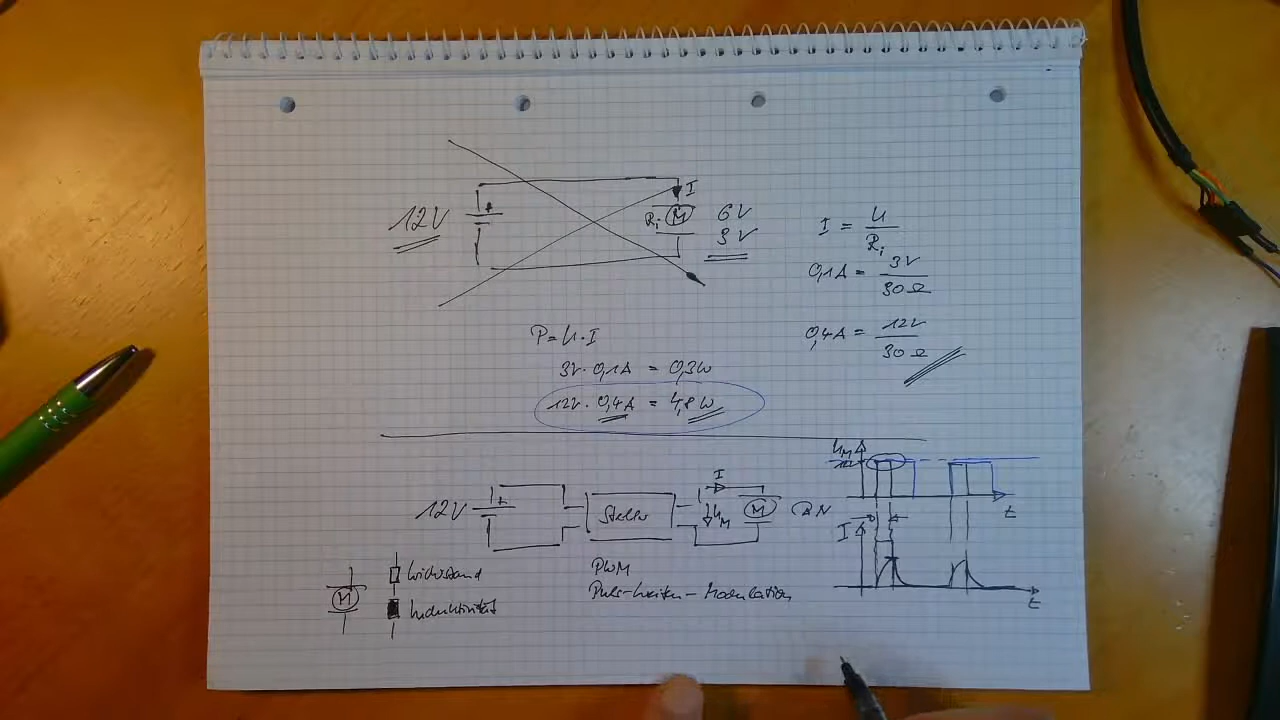 12V
+
I
Ri
M
6V
3V
I = U / Ri
0,1A = 3V / 30Ω
0,4A = 12V / 30Ω
P = U · I
3V · 0,1A = 0,3W
12V · 0,4A = 4,8W
12V
+
Steller
I
UM
M
UM
12V
t
I
t
PWM
Puls-Weiten-Modulation
M
Widerstand
Induktivität